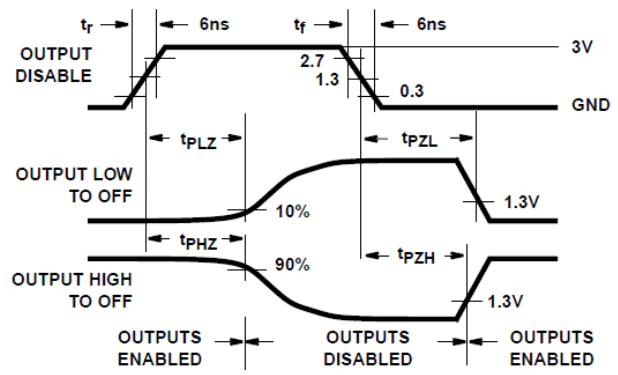 tr 6ns tf 6ns
OUTPUT
DISABLE
3V
2.7
1.3
0.3
GND
tPLZ tPZL
OUTPUT LOW
TO OFF
10%
1.3V
tPHZ tPZH
90%
OUTPUT HIGH
TO OFF
1.3V
OUTPUTS
ENABLED
OUTPUTS
DISABLED
OUTPUTS
ENABLED